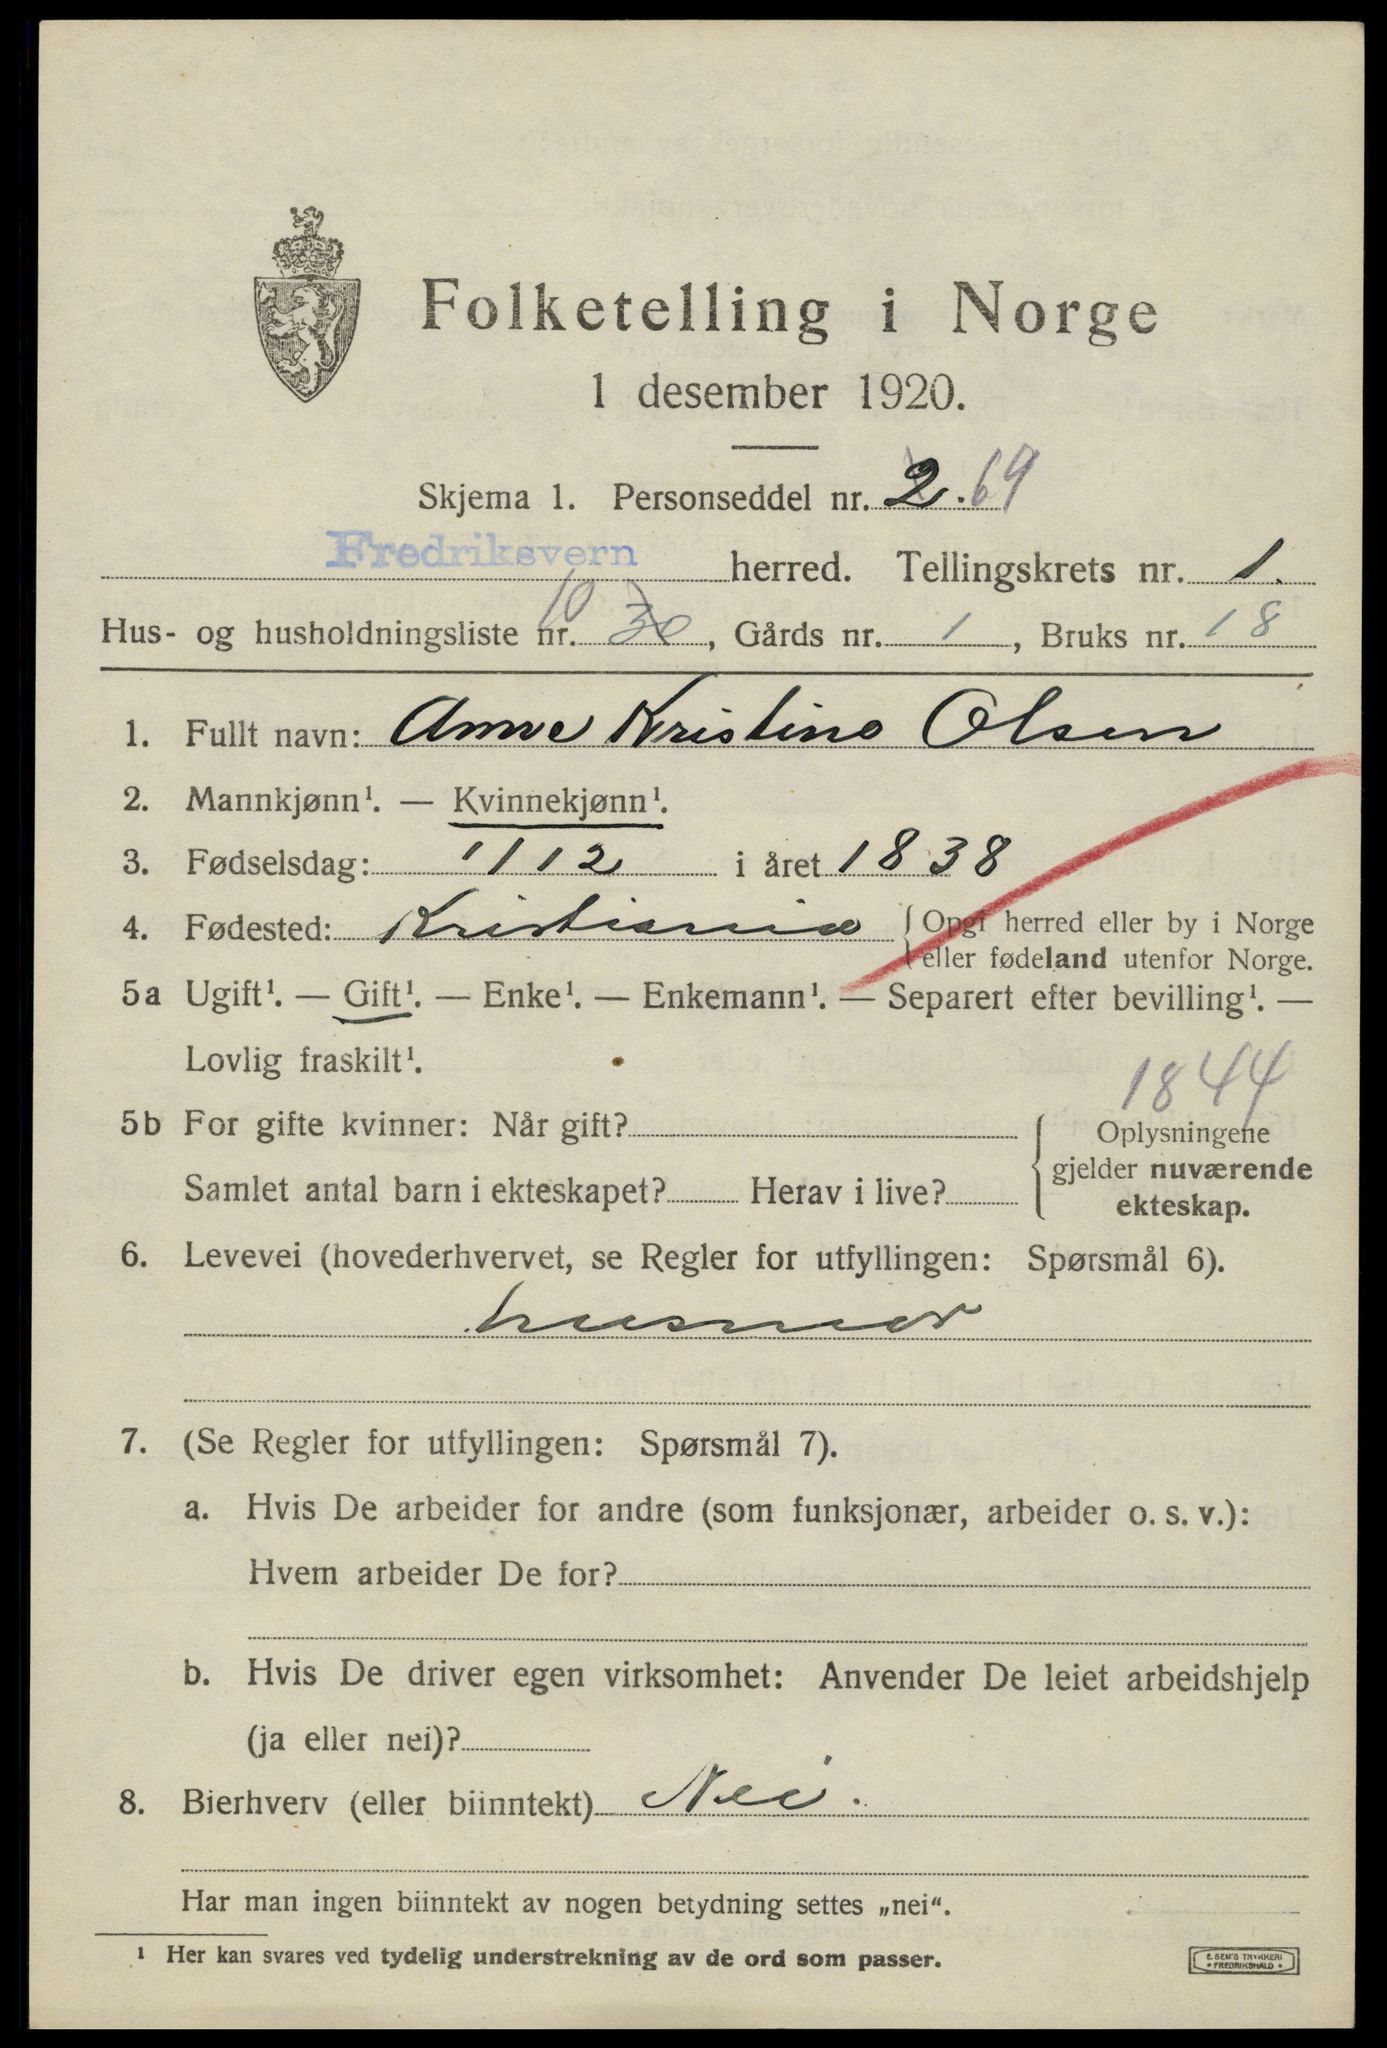 Folketelling i Norge
1 desember 1920.
Skjema 1. Personseddel nr. 2. 69
Fredriksvern herred. Tellingskrets nr. 1.
Hus- og husholdningsliste nr. 10 30, Gårds nr. 1, Bruks nr. 18
1. Fullt navn: Anne Kristine Olsen
2. Mannkjønn¹. — Kvinnekjønn¹.
3. Fødselsdag: 1/12 i året 1838
4. Fødested: Kristiania { Opgi herred eller by i Norge
eller fødeland utenfor Norge.
5a Ugift¹. — Gift¹. — Enke¹. — Enkemann¹. — Separert efter bevilling¹. —
Lovlig fraskilt¹.
1844
5b For gifte kvinner: Når gift? Oplysningene
gjelder nuværende
Samlet antal barn i ekteskapet? Herav i live?
ekteskap.
6. Levevei (hovederhvervet, se Regler for utfyllingen: Spørsmål 6).
husmor
7. (Se Regler for utfyllingen: Spørsmål 7).
a. Hvis De arbeider for andre (som funksjonær, arbeider o. s. v.):
Hvem arbeider De for?
b. Hvis De driver egen virksomhet: Anvender De leiet arbeidshjelp
(ja eller nei)?
8. Bierhverv (eller biinntekt) Nei.
Har man ingen biinntekt av nogen betydning settes „nei“.
¹ Her kan svares ved tydelig understrekning av de ord som passer.
E. SEM'S TRYKKERI
• FREDRIKSHALD •